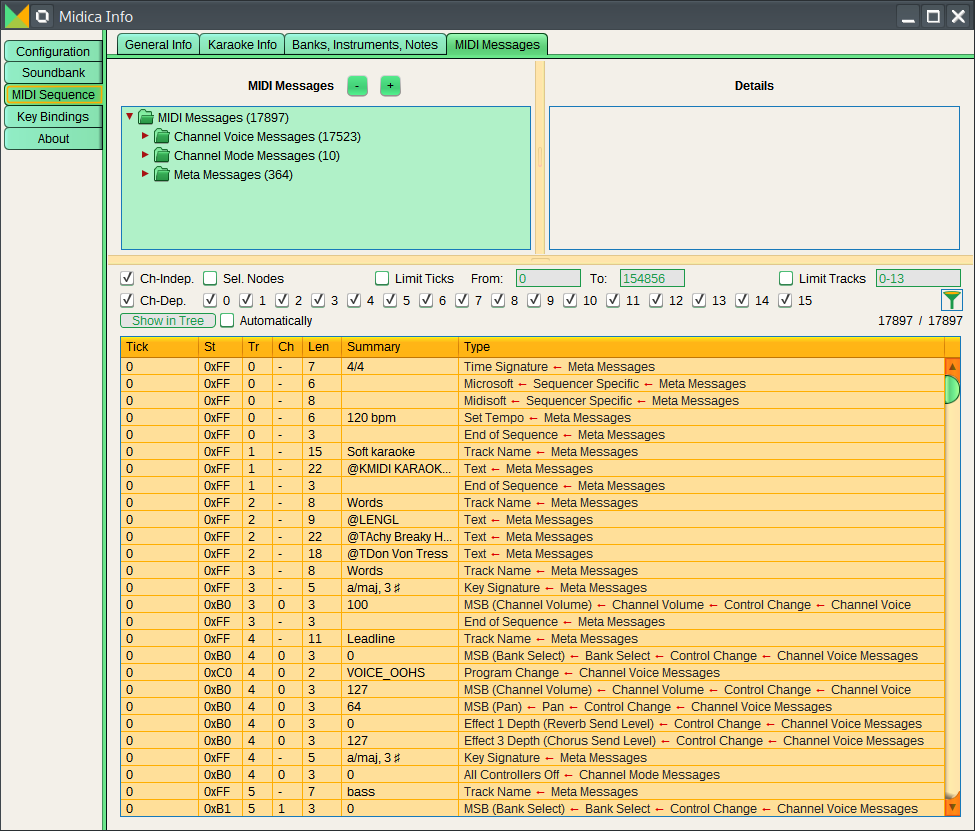 Midica Info
Configuration
Soundbank
MIDI Sequence
Key Bindings
About
General Info Karaoke Info Banks, Instruments, Notes MIDI Messages
MIDI Messages - + Details
MIDI Messages (17897)
Channel Voice Messages (17523)
Channel Mode Messages (10)
Meta Messages (364)
Ch-Indep. Sel. Nodes Limit Ticks From: 0 To: 154856 Limit Tracks 0-13
Ch-Dep. 0 1 2 3 4 5 6 7 8 9 10 11 12 13 14 15
Show in Tree Automatically 17897 / 17897
Tick St Tr Ch Len Summary Type
0 0xFF 0 - 7 4/4 Time Signature ← Meta Messages
0 0xFF 0 - 6 Microsoft ← Sequencer Specific ← Meta Messages
0 0xFF 0 - 8 Midisoft ← Sequencer Specific ← Meta Messages
0 0xFF 0 - 6 120 bpm Set Tempo ← Meta Messages
0 0xFF 0 - 3 End of Sequence ← Meta Messages
0 0xFF 1 - 15 Soft karaoke Track Name ← Meta Messages
0 0xFF 1 - 22 @KMIDI KARAOK... Text ← Meta Messages
0 0xFF 1 - 3 End of Sequence ← Meta Messages
0 0xFF 2 - 8 Words Track Name ← Meta Messages
0 0xFF 2 - 9 @LENGL Text ← Meta Messages
0 0xFF 2 - 22 @TAchy Breaky H... Text ← Meta Messages
0 0xFF 2 - 18 @TDon Von Tress Text ← Meta Messages
0 0xFF 3 - 8 Words Track Name ← Meta Messages
0 0xFF 3 - 5 a/maj, 3 ♯ Key Signature ← Meta Messages
0 0xB0 3 0 3 100 MSB (Channel Volume) ← Channel Volume ← Control Change ← Channel Voice
0 0xFF 3 - 3 End of Sequence ← Meta Messages
0 0xFF 4 - 11 Leadline Track Name ← Meta Messages
0 0xB0 4 0 3 0 MSB (Bank Select) ← Bank Select ← Control Change ← Channel Voice Messages
0 0xC0 4 0 2 VOICE_OOHS Program Change ← Channel Voice Messages
0 0xB0 4 0 3 127 MSB (Channel Volume) ← Channel Volume ← Control Change ← Channel Voice
0 0xB0 4 0 3 64 MSB (Pan) ← Pan ← Control Change ← Channel Voice Messages
0 0xB0 4 0 3 0 Effect 1 Depth (Reverb Send Level) ← Control Change ← Channel Voice Messages
0 0xB0 4 0 3 127 Effect 3 Depth (Chorus Send Level) ← Control Change ← Channel Voice Messages
0 0xFF 4 - 5 a/maj, 3 ♯ Key Signature ← Meta Messages
0 0xB0 4 0 3 0 All Controllers Off ← Channel Mode Messages
0 0xFF 5 - 7 bass Track Name ← Meta Messages
0 0xB1 5 1 3 0 MSB (Bank Select) ← Bank Select ← Control Change ← Channel Voice Messages